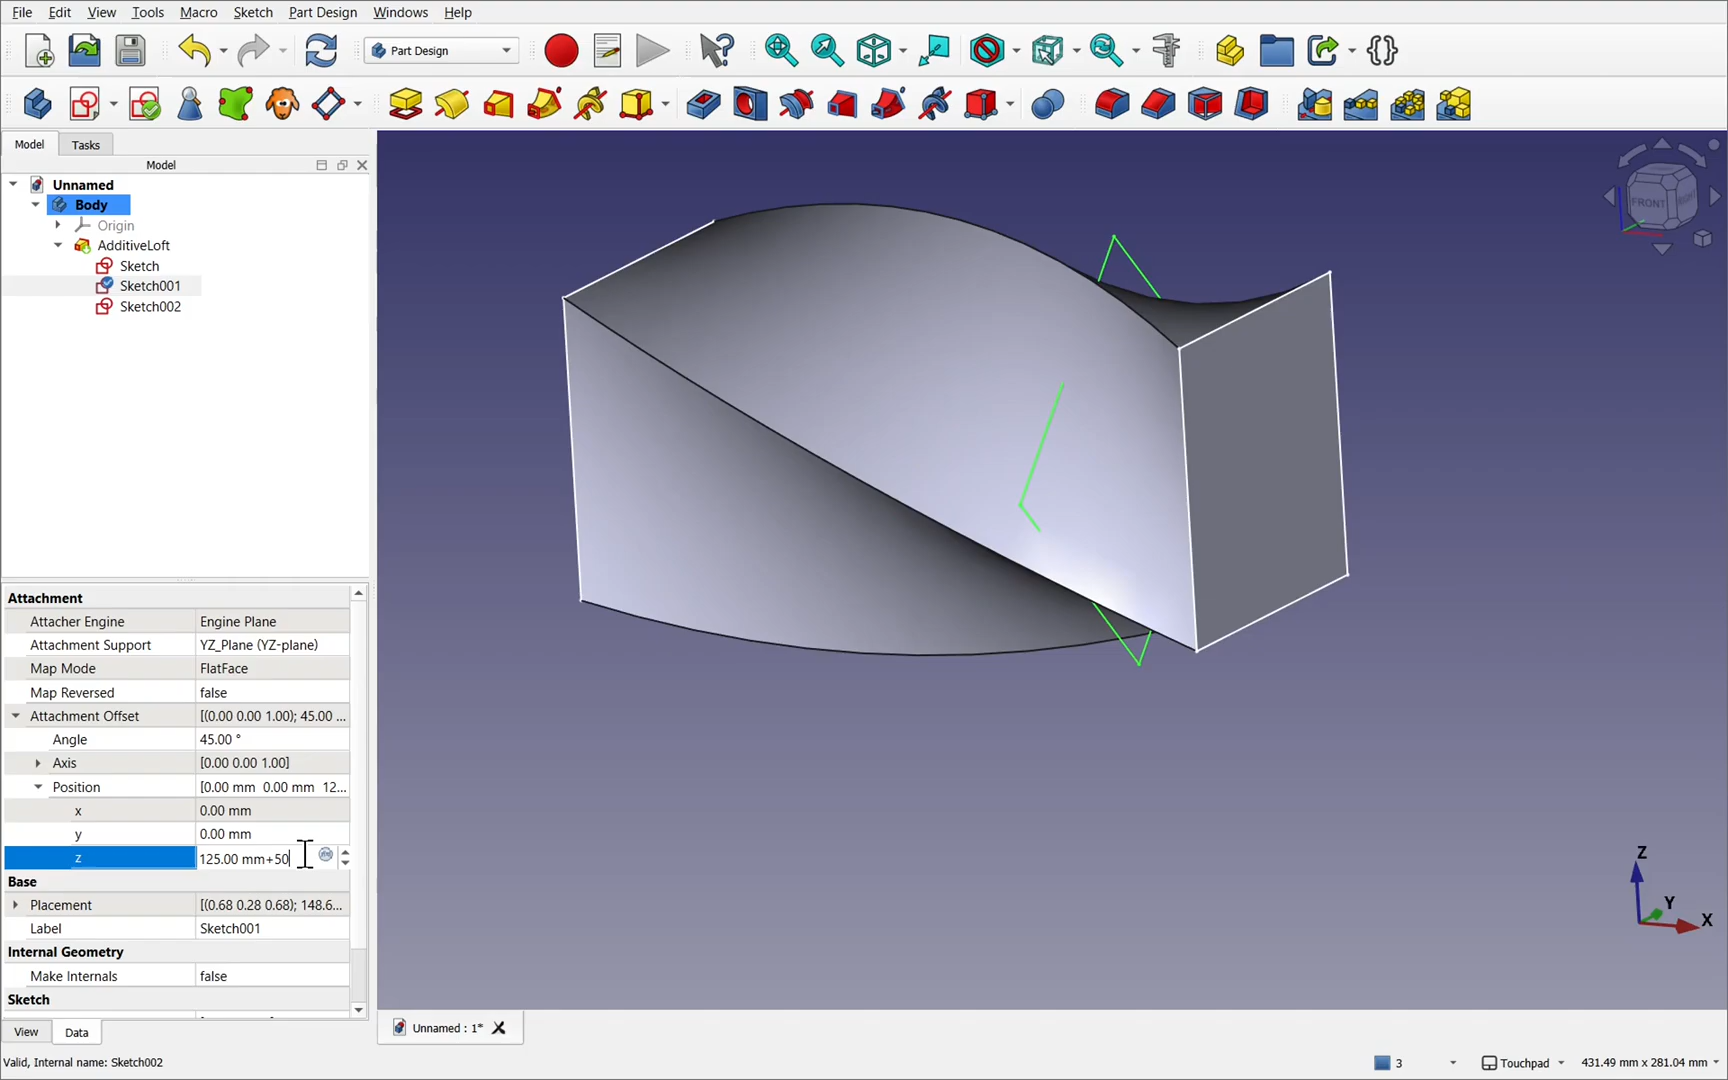 File Edit View Tools Macro Sketch Part Design Windows Help
Part Design
Model Tasks
Model
Unnamed
Body
Origin
AdditiveLoft
Sketch
Sketch001
Sketch002
FRONT RIGHT
Attachment
Attacher Engine Engine Plane
Attachment Support YZ_Plane (YZ-plane)
Map Mode FlatFace
Map Reversed false
Attachment Offset [(0.00 0.00 1.00); 45.00 ...
Angle 45.00 °
Axis [0.00 0.00 1.00]
Position [0.00 mm 0.00 mm 12...
x 0.00 mm
y 0.00 mm
z 125.00 mm+50
Base
Placement [(0.68 0.28 0.68); 148.6...
Label Sketch001
Internal Geometry
Make Internals false
Sketch
Z
Y
X
View Data
Unnamed : 1*
Valid, Internal name: Sketch002
3 Touchpad 431.49 mm x 281.04 mm